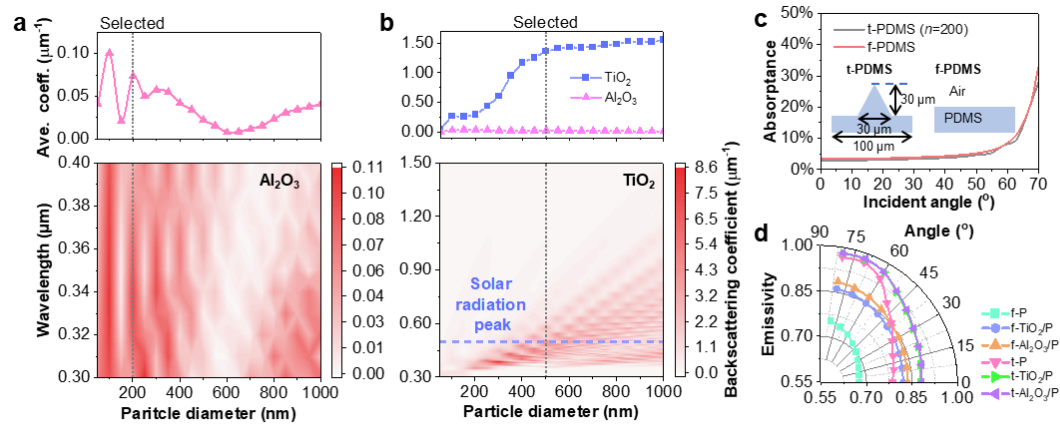 a
Selected
Ave. coeff. (μm⁻¹)
0.10
0.05
0.00
Wavelength (μm)
0.40
0.38
0.36
0.34
0.32
0.30
Al₂O₃
0.11
0.10
0.09
0.08
0.07
0.06
0.05
0.04
0.03
0.02
0.01
0.00
200 400 600 800 1000
Paritcle diameter (nm)
b
Selected
1.50
1.00
0.50
0.00
TiO₂
Al₂O₃
1.50
1.20
0.90
0.60
0.30
TiO₂
Solar
radiation
peak
8.6
7.5
6.4
5.4
4.3
3.2
2.1
1.1
0.0
Backscattering coefficient (μm⁻¹)
200 400 600 800 1000
Particle diameter (nm)
c
Absorptance
50%
40%
30%
20%
10%
0%
t-PDMS (n=200)
f-PDMS
t-PDMS f-PDMS
Air
PDMS
30 μm
30 μm
100 μm
0 10 20 30 40 50 60 70
Incident angle (°)
d
Angle (°)
90
75
60
45
30
15
0
Emissivity
1.00
0.85
0.70
0.55
0.55 0.70 0.85 1.00
f-P
f-TiO₂/P
f-Al₂O₃/P
t-P
t-TiO₂/P
t-Al₂O₃/P